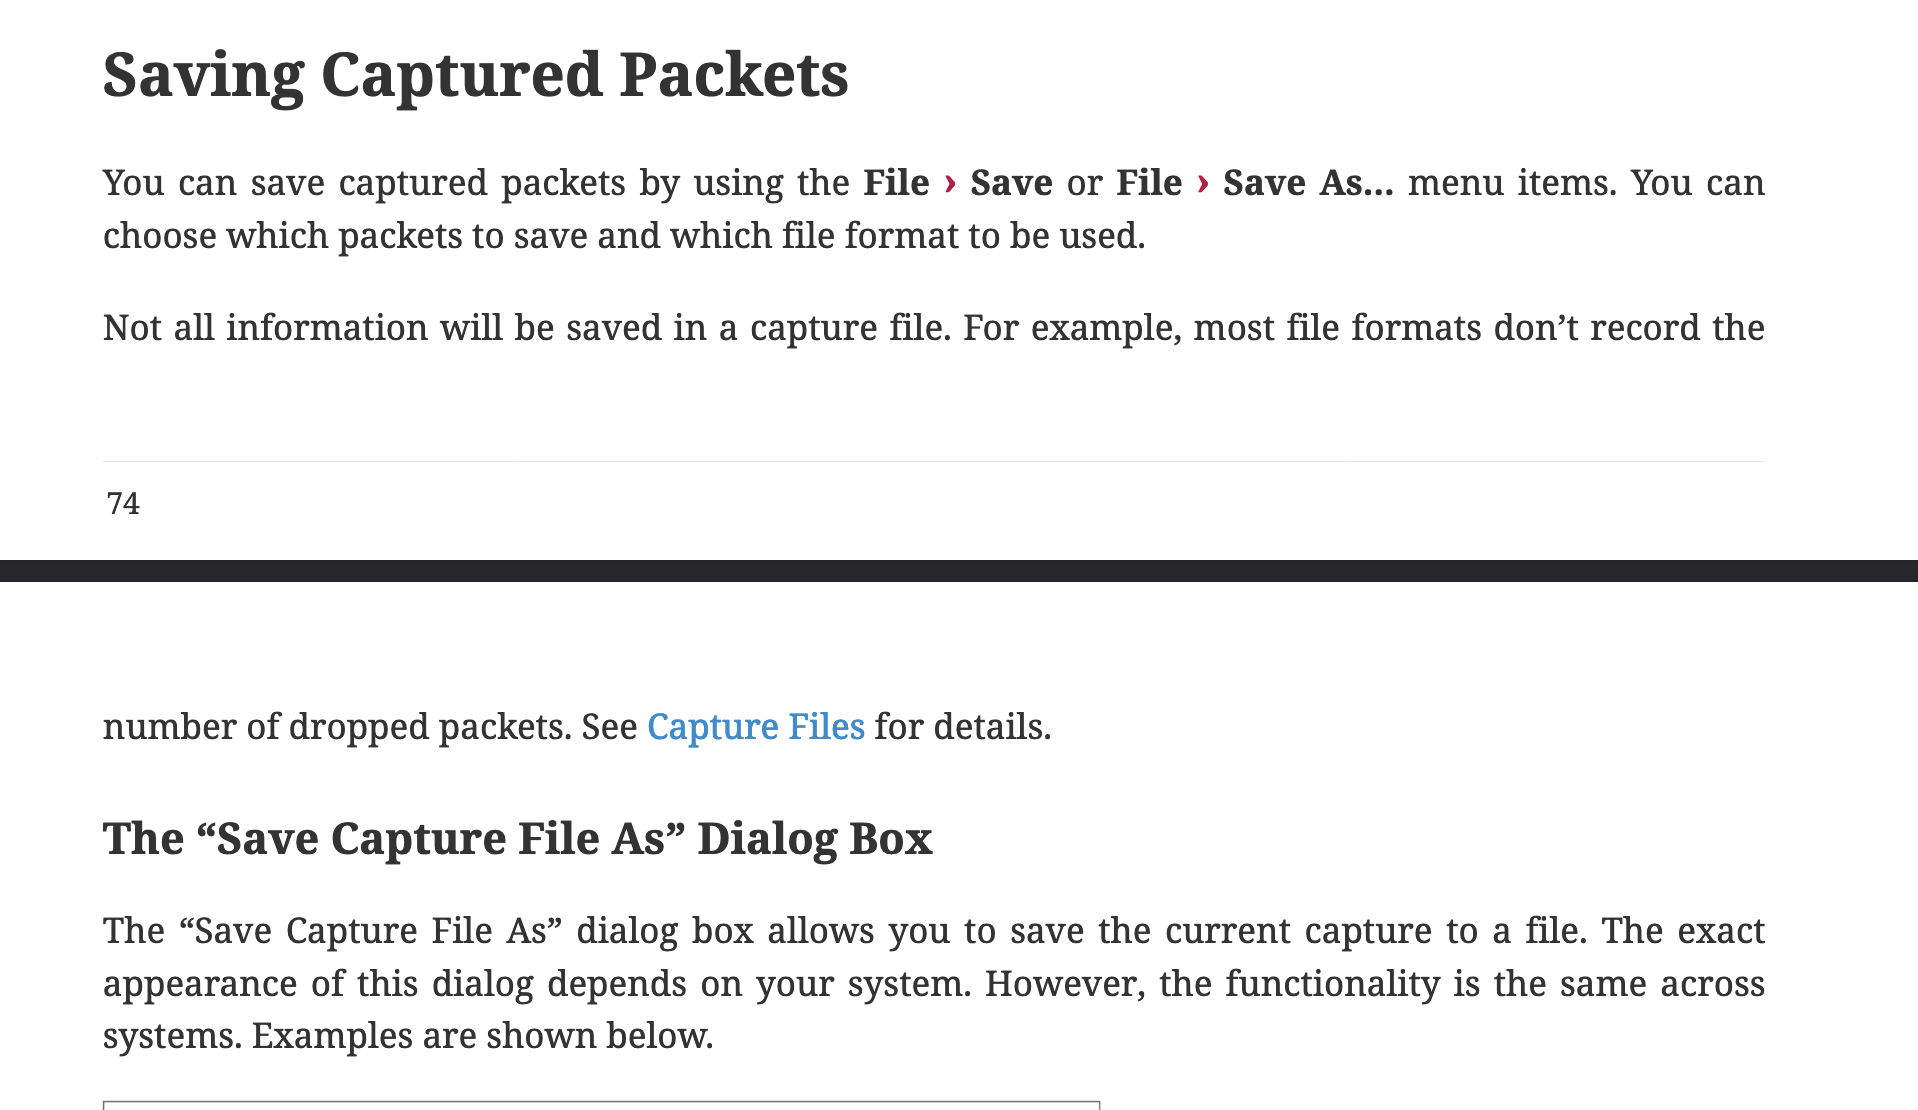 Saving Captured Packets
You can save captured packets by using the File › Save or File › Save As… menu items. You can
choose which packets to save and which file format to be used.
Not all information will be saved in a capture file. For example, most file formats don’t record the
74
number of dropped packets. See Capture Files for details.
The “Save Capture File As” Dialog Box
The “Save Capture File As” dialog box allows you to save the current capture to a file. The exact
appearance of this dialog depends on your system. However, the functionality is the same across
systems. Examples are shown below.